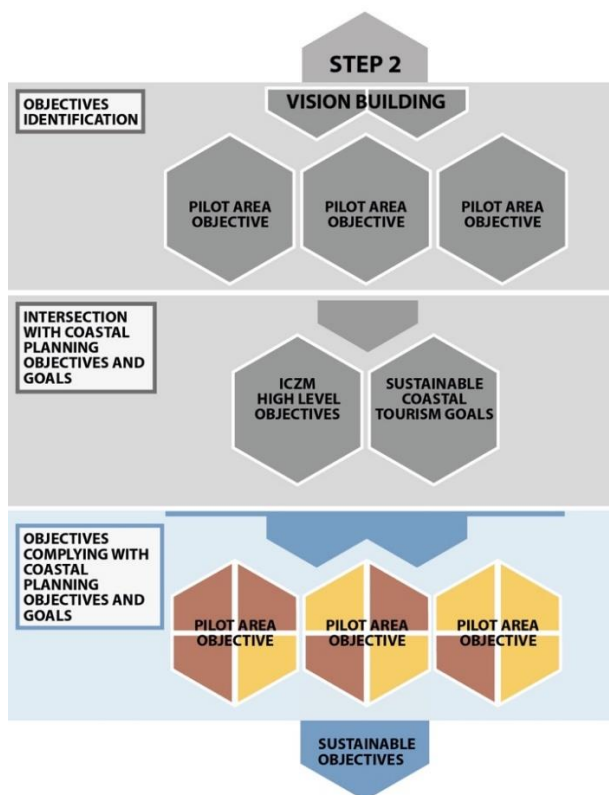 STEP 2
VISION BUILDING
OBJECTIVES
IDENTIFICATION
PILOT AREA
OBJECTIVE
PILOT AREA
OBJECTIVE
PILOT AREA
OBJECTIVE
INTERSECTION
WITH COASTAL
PLANNING
OBJECTIVES AND
GOALS
ICZM
HIGH LEVEL
OBJECTIVES
SUSTAINABLE
COASTAL
TOURISM GOALS
OBJECTIVES
COMPLYING WITH
COASTAL
PLANNING
OBJECTIVES AND
GOALS
PILOT AREA
OBJECTIVE
PILOT AREA
OBJECTIVE
PILOT AREA
OBJECTIVE
SUSTAINABLE
OBJECTIVES